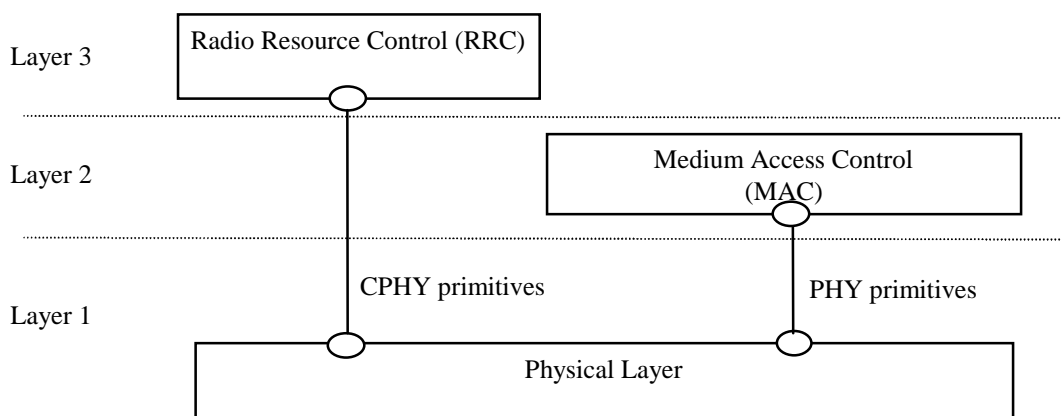 Radio Resource Control (RRC)
Layer 3
Medium Access Control
(MAC)
Layer 2
CPHY primitives
PHY primitives
Layer 1
Physical Layer